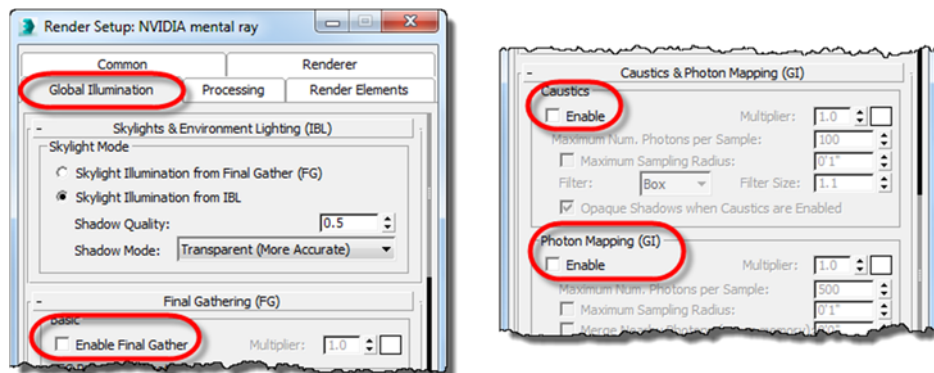 Render Setup: NVIDIA mental ray
Common Renderer
Global Illumination Processing Render Elements
- Skylights & Environment Lighting (IBL)
Skylight Mode
Skylight Illumination from Final Gather (FG)
Skylight Illumination from IBL
Shadow Quality: 0.5
Shadow Mode: Transparent (More Accurate)
- Final Gathering (FG)
Basic
Enable Final Gather Multiplier: 1.0
- Caustics & Photon Mapping (GI)
Caustics
Enable Multiplier: 1.0
Maximum Num. Photons per Sample: 100
Maximum Sampling Radius: 0'1"
Filter: Box Filter Size: 1.1
Opaque Shadows when Caustics are Enabled
Photon Mapping (GI)
Enable Multiplier: 1.0
Maximum Num. Photons per Sample: 500
Maximum Sampling Radius: 0'1"
Merge